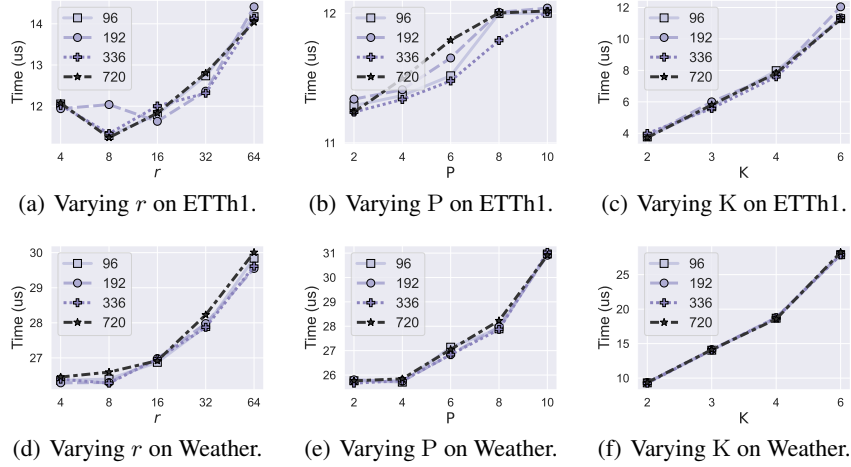 Time (us)
14
13
12
96
192
336
720
4 8 16 32 64
r
(a) Varying r on ETTh1.
Time (us)
12
11
96
192
336
720
2 4 6 8 10
P
(b) Varying P on ETTh1.
Time (us)
12
10
8
6
4
96
192
336
720
2 3 4 6
K
(c) Varying K on ETTh1.
Time (us)
30
29
28
27
96
192
336
720
4 8 16 32 64
r
(d) Varying r on Weather.
Time (us)
31
30
29
28
27
26
25
96
192
336
720
2 4 6 8 10
P
(e) Varying P on Weather.
Time (us)
25
20
15
10
96
192
336
720
2 3 4 6
K
(f) Varying K on Weather.